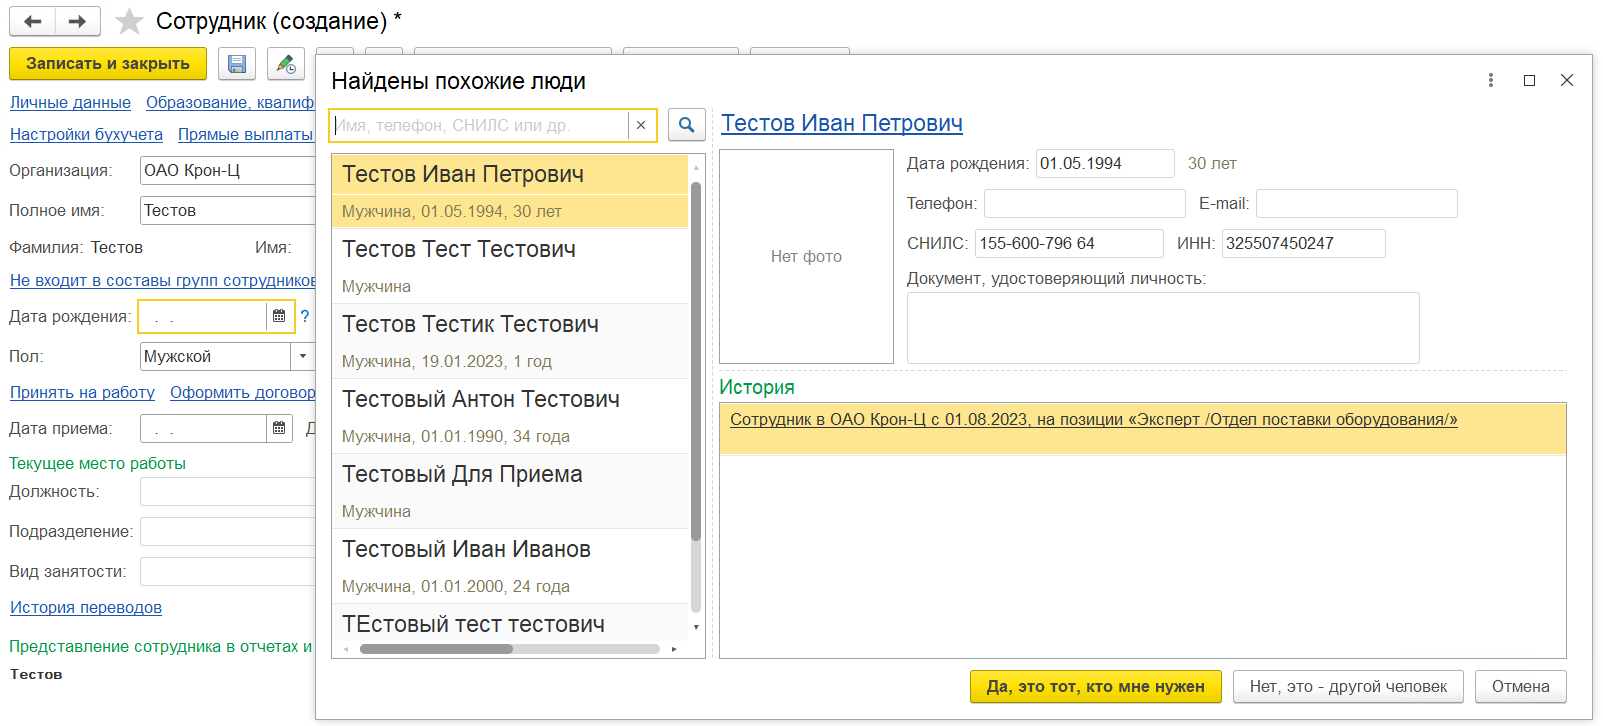 Сотрудник (создание) *
Записать и закрыть
Личные данные Образование, квалиф
Настройки бухучета Прямые выплаты
Организация: ОАО Крон-Ц
Полное имя: Тестов
Фамилия: Тестов Имя:
Не входит в составы групп сотрудников
Дата рождения: . . ?
Пол: Мужской
Принять на работу Оформить договор
Дата приема: . . Д
Текущее место работы
Должность:
Подразделение:
Вид занятости:
История переводов
Представление сотрудника в отчетах и
Тестов
Найдены похожие люди
Имя, телефон, СНИЛС или др.
Тестов Иван Петрович
Мужчина, 01.05.1994, 30 лет
Тестов Тест Тестович
Мужчина
Тестов Тестик Тестович
Мужчина, 19.01.2023, 1 год
Тестовый Антон Тестович
Мужчина, 01.01.1990, 34 года
Тестовый Для Приема
Мужчина
Тестовый Иван Иванов
Мужчина, 01.01.2000, 24 года
ТЕстовый тест тестович
Тестов Иван Петрович
Нет фото
Дата рождения: 01.05.1994 30 лет
Телефон: E-mail:
СНИЛС: 155-600-796 64 ИНН: 325507450247
Документ, удостоверяющий личность:
История
Сотрудник в ОАО Крон-Ц с 01.08.2023, на позиции «Эксперт /Отдел поставки оборудования/»
Да, это тот, кто мне нужен
Нет, это - другой человек
Отмена